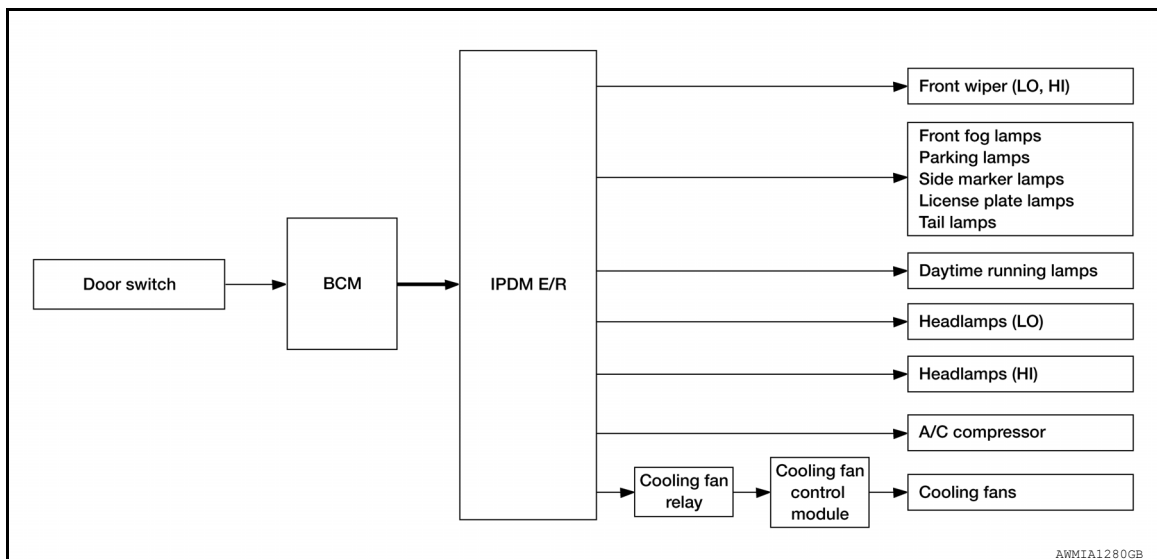 Front wiper (LO, HI)
Front fog lamps
Parking lamps
Side marker lamps
License plate lamps
Tail lamps
Door switch
BCM
IPDM E/R
Daytime running lamps
Headlamps (LO)
Headlamps (HI)
A/C compressor
Cooling fan
relay
Cooling fan
control
module
Cooling fans
AWMIA1280GB